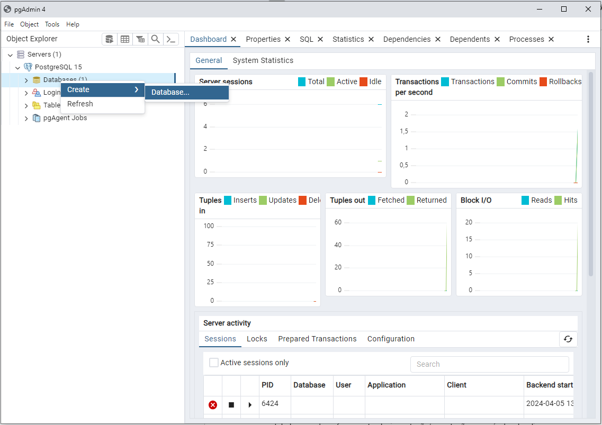 pgAdmin 4
File Object Tools Help
Object Explorer
Dashboard Properties SQL Statistics Dependencies Dependents Processes
Servers (1)
PostgreSQL 15
Databases (1)
Login
Table
pgAgent Jobs
Create
Refresh
Database...
General System Statistics
Server sessions Total Active Idle
6
4
2
0
Transactions per second Transactions Commits Rollbacks
2
1,5
1
0,5
0
Tuples in Inserts Updates Del
100
75
50
25
0
Tuples out Fetched Returned
60
40
20
0
Block I/O Reads Hits
20
15
10
5
0
Server activity
Sessions Locks Prepared Transactions Configuration
Active sessions only
Search
PID Database User Application Client Backend start
6424 2024-04-05 13